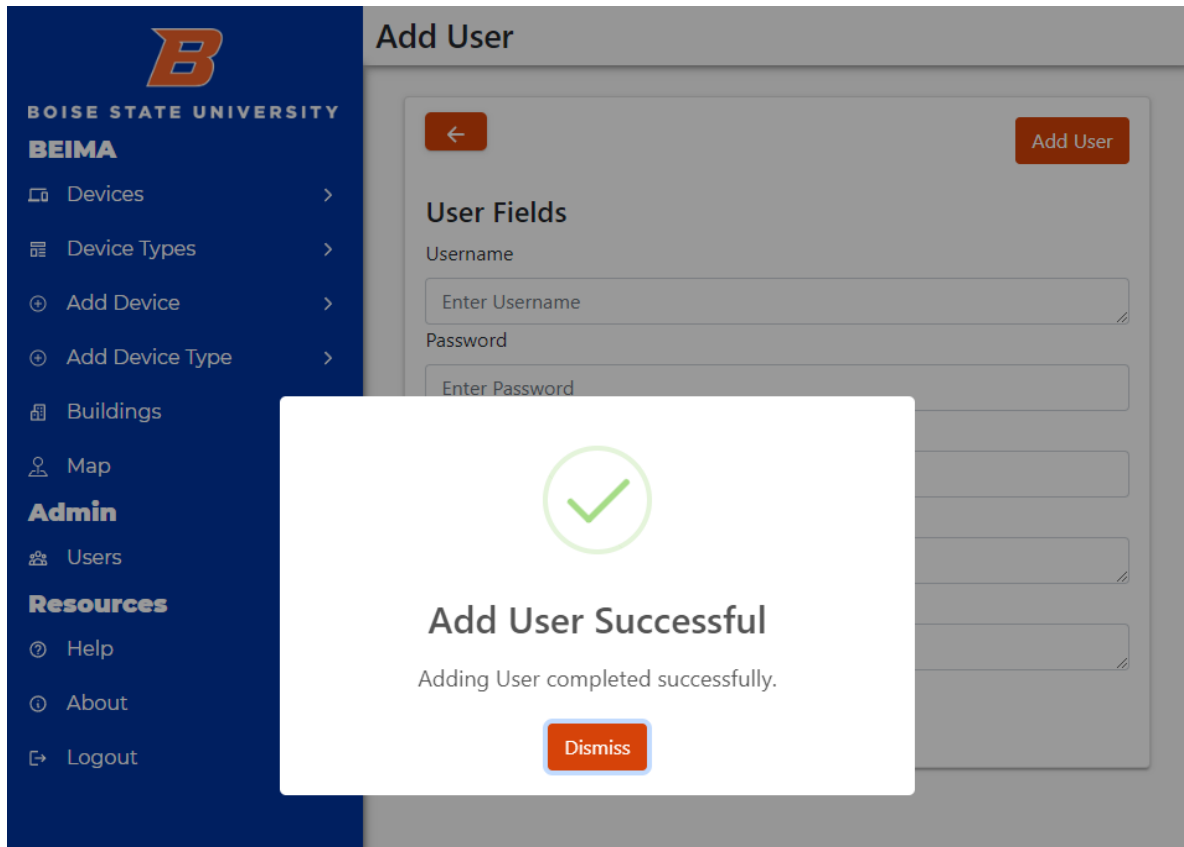 B
BOISE STATE UNIVERSITY
BEIMA
Devices
Device Types
Add Device
Add Device Type
Buildings
Map
Admin
Users
Resources
Help
About
Logout
Add User
Add User
User Fields
Username
Enter Username
Password
Enter Password
Add User Successful
Adding User completed successfully.
Dismiss